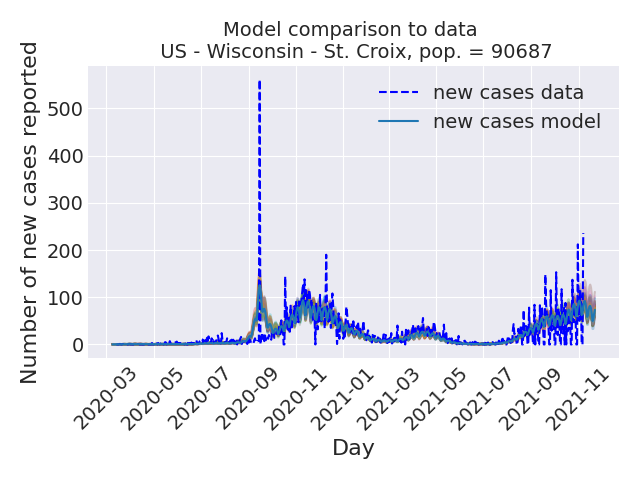 Model comparison to data
US - Wisconsin - St. Croix, pop. = 90687
new cases data
new cases model
Number of new cases reported
500
400
300
200
100
0
2020-03
2020-05
2020-07
2020-09
2020-11
2021-01
2021-03
2021-05
2021-07
2021-09
2021-11
Day